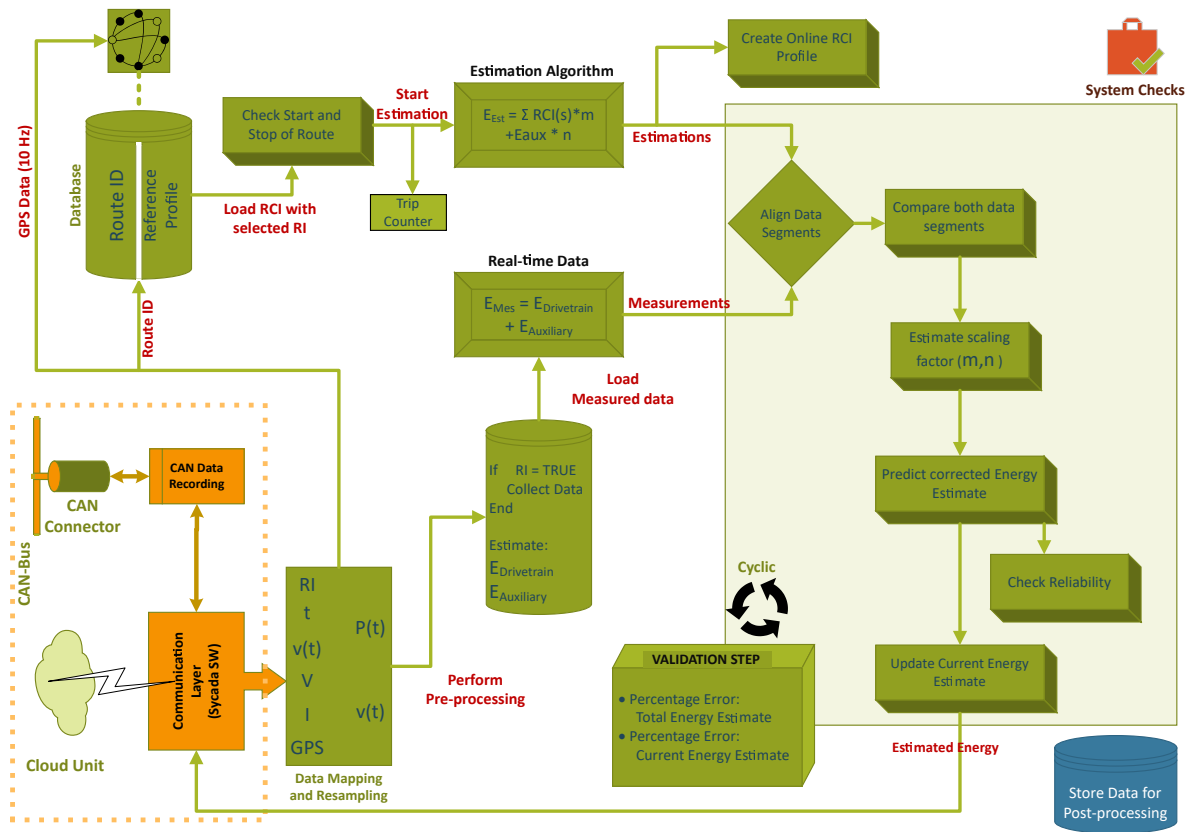 GPS Data (10 Hz)
Database
Route ID
Reference
Profile
Check Start and
Stop of Route
Load RCI with
selected RI
Start
Estimation
Trip
Counter
Estimation Algorithm
E_Est = Σ RCI(s)*m
+Eaux * n
Estimations
Create Online RCI
Profile
System Checks
Align Data
Segments
Compare both data
segments
Real-time Data
E_Mes = E_Drivetrain
+ E_Auxiliary
Measurements
Estimate scaling
factor (m,n )
Route ID
Load
Measured data
If RI = TRUE
Collect Data
End
Estimate:
E_Drivetrain
E_Auxiliary
Predict corrected Energy
Estimate
Check Reliability
CAN Data
Recording
CAN
Connector
CAN-Bus
Communication
Layer
(Sycada SW)
Cloud Unit
RI
t
v(t)
V
I
GPS
P(t)
v(t)
Data Mapping
and Resampling
Perform
Pre-processing
Cyclic
VALIDATION STEP
• Percentage Error:
Total Energy Estimate
• Percentage Error:
Current Energy Estimate
Update Current Energy
Estimate
Estimated Energy
Store Data for
Post-processing